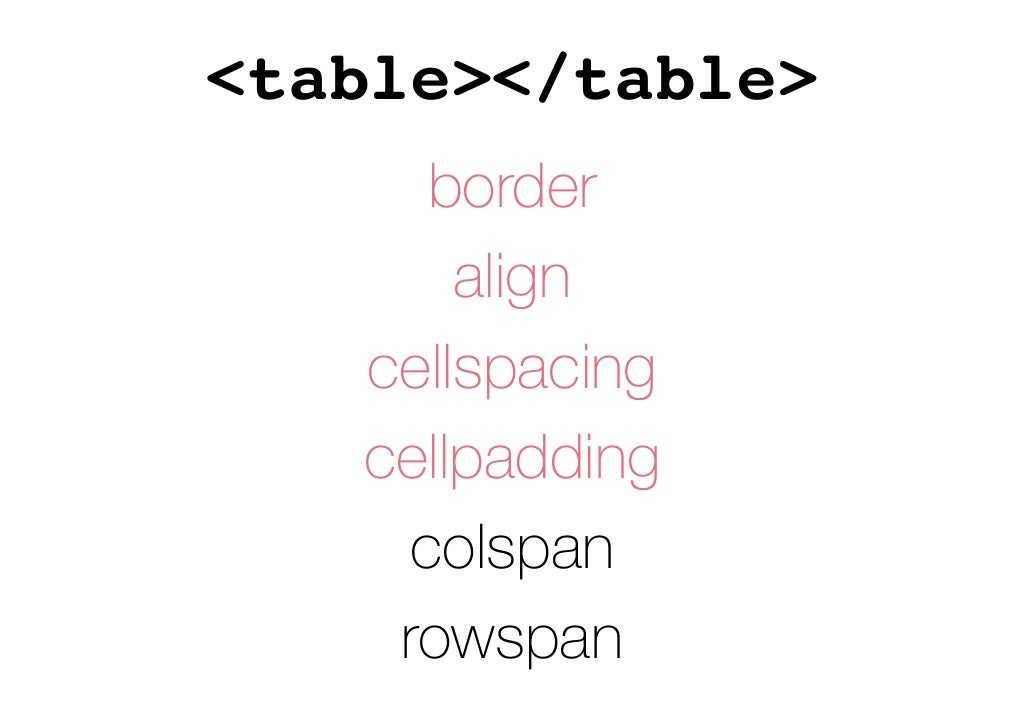 <table></table>
border
align
cellspacing
cellpadding
colspan
rowspan